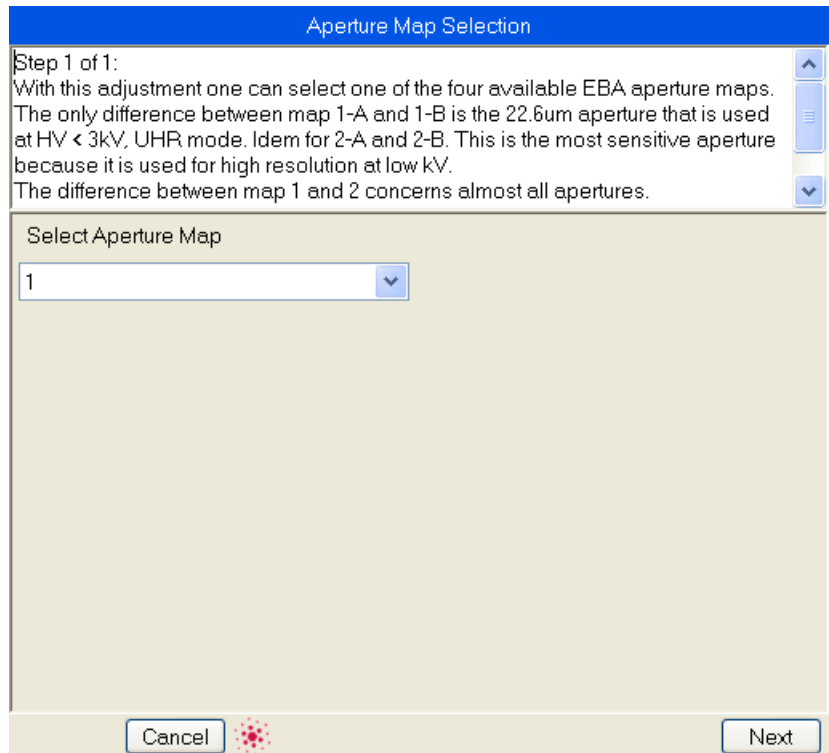 Aperture Map Selection
Step 1 of 1:
With this adjustment one can select one of the four available EBA aperture maps.
The only difference between map 1-A and 1-B is the 22.6um aperture that is used
at HV < 3kV, UHR mode. Idem for 2-A and 2-B. This is the most sensitive aperture
because it is used for high resolution at low kV.
The difference between map 1 and 2 concerns almost all apertures.
Select Aperture Map
1
Cancel
Next